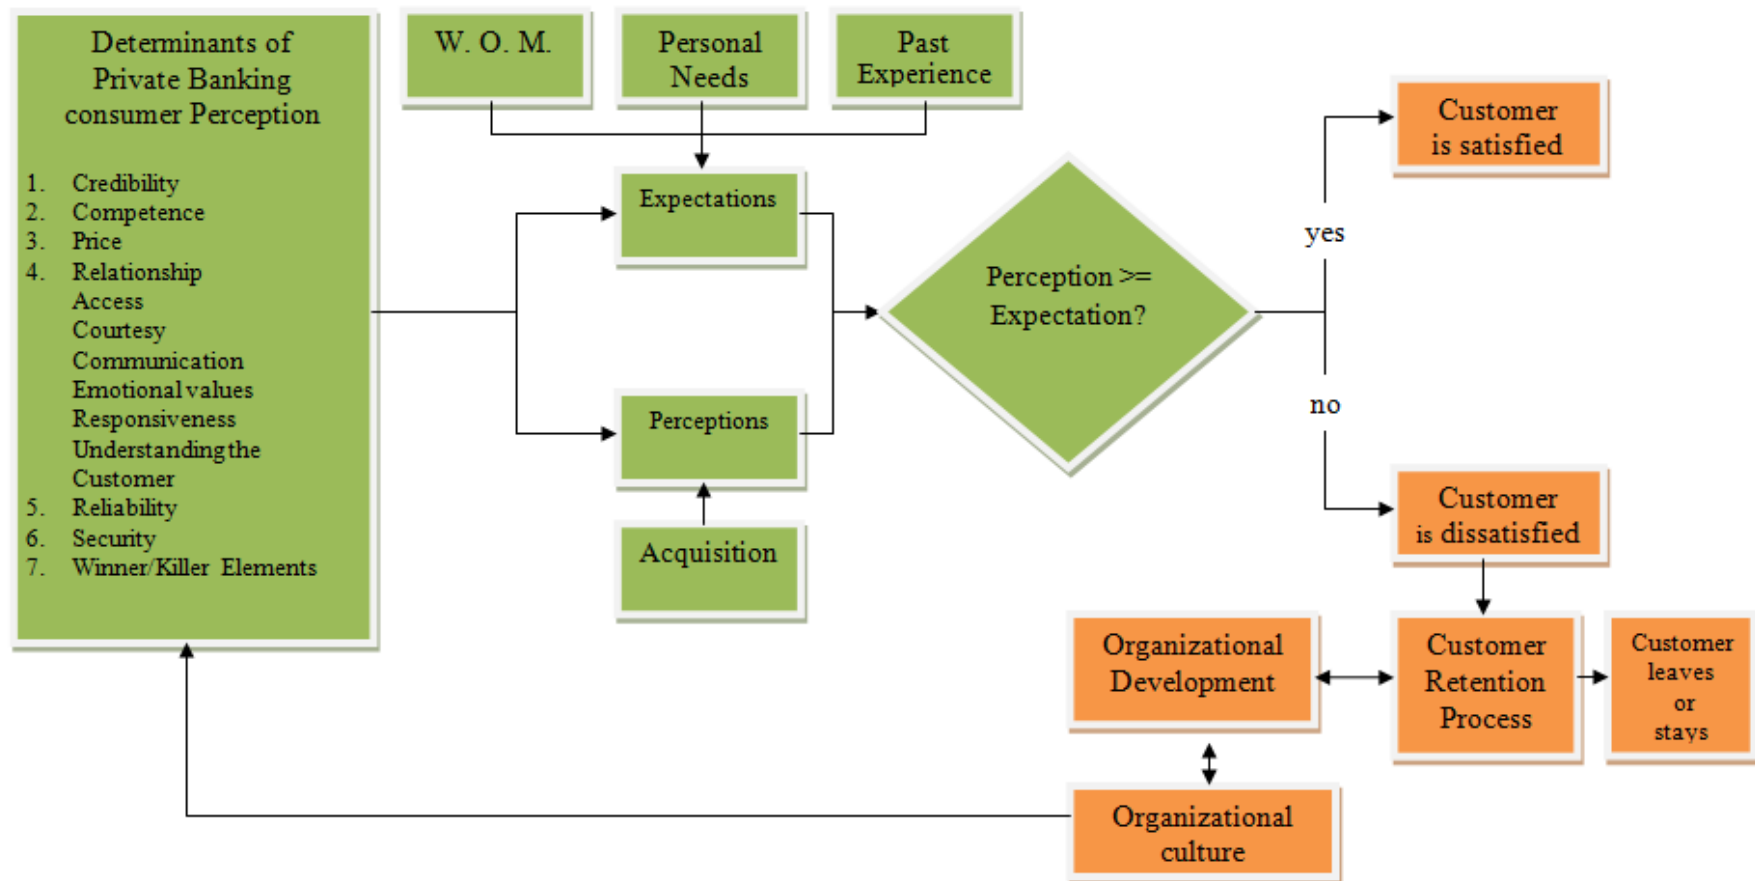 Determinants of
Private Banking
consumer Perception
1. Credibility
2. Competence
3. Price
4. Relationship
Access
Courtesy
Communication
Emotional values
Responsiveness
Understanding the
Customer
5. Reliability
6. Security
7. Winner/Killer Elements
W. O. M.
Personal
Needs
Past
Experience
Expectations
Perceptions
Acquisition
Perception >=
Expectation?
yes
no
Customer
is satisfied
Customer
is dissatisfied
Organizational
Development
Customer
Retention
Process
Customer
leaves
or
stays
Organizational
culture